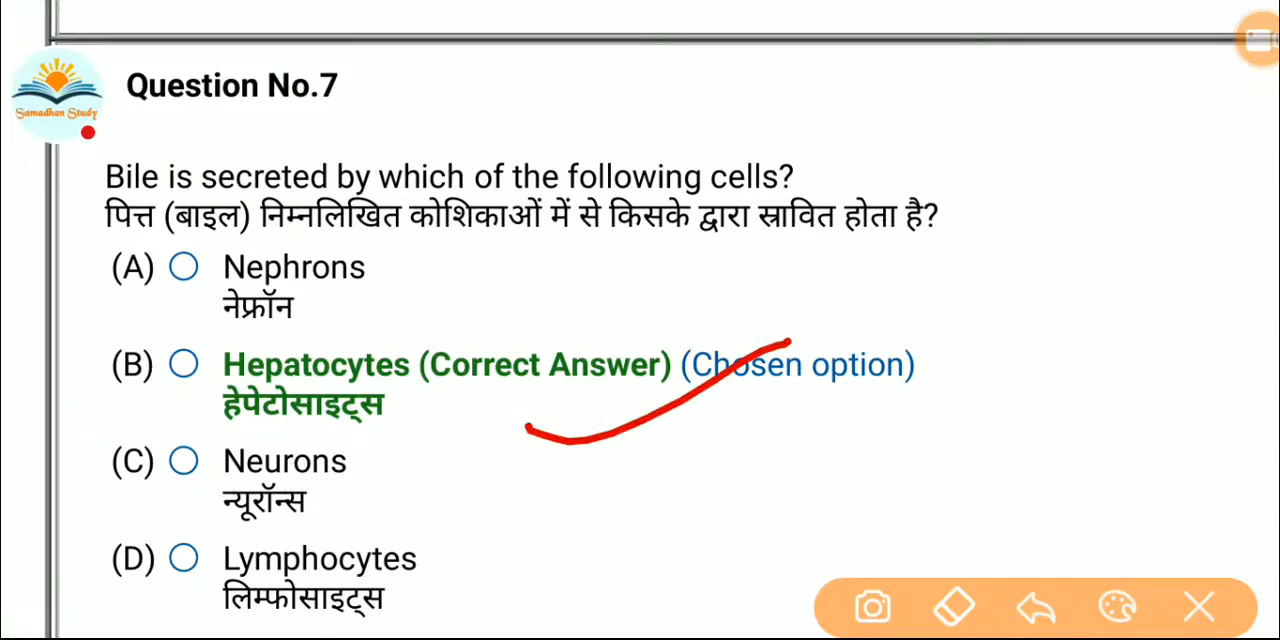 Question No.7
Samadhan Study
Bile is secreted by which of the following cells?
पित्त (बाइल) निम्नलिखित कोशिकाओं में से किसके द्वारा स्रावित होता है?
(A) Nephrons
नेफ्रॉन
(B) Hepatocytes (Correct Answer) (Chosen option)
हेपेटोसाइट्स
(C) Neurons
न्यूरॉन्स
(D) Lymphocytes
लिम्फोसाइट्स